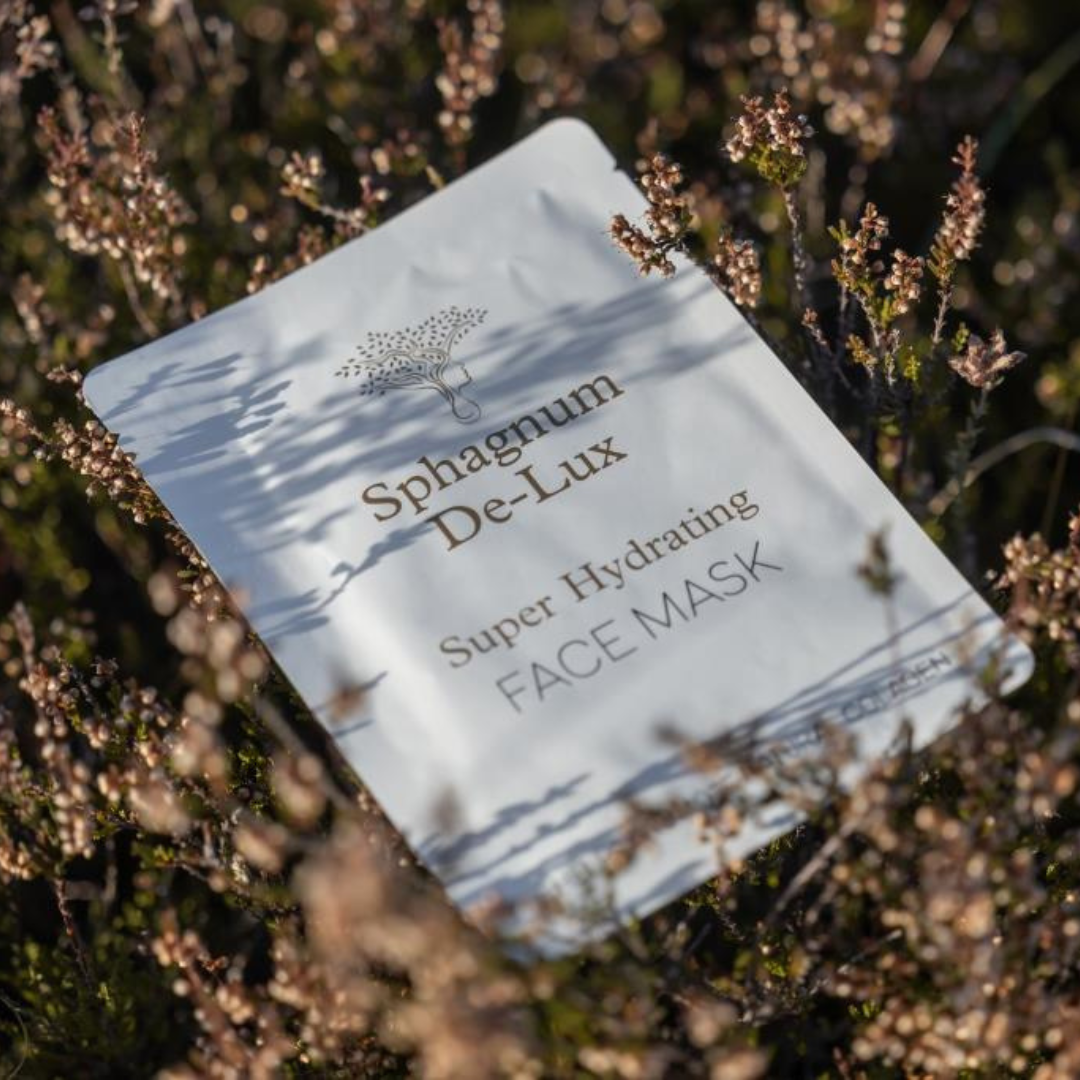 Sphagnum
De-Lux
Super Hydrating
FACE MASK